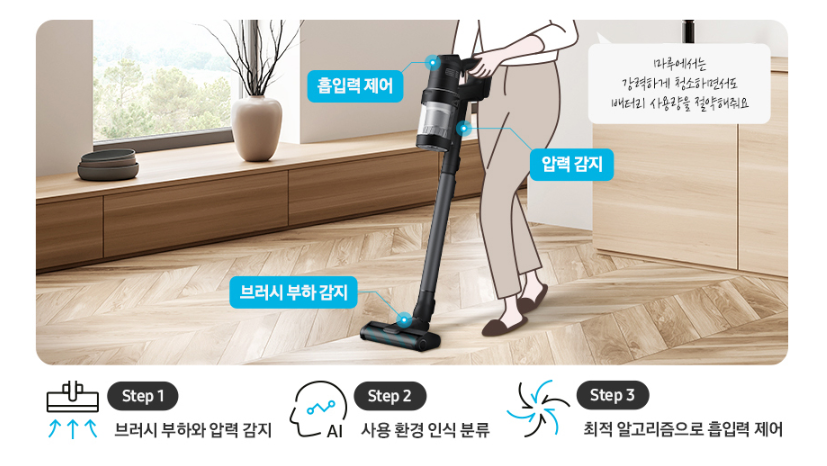 마루에서는
강력하게 청소하면서도
배터리 사용량을 절약해줘요
흡입력 제어
압력 감지
브러시 부하 감지
Step 1
브러시 부하와 압력 감지
AI
Step 2
사용 환경 인식 분류
Step 3
최적 알고리즘으로 흡입력 제어